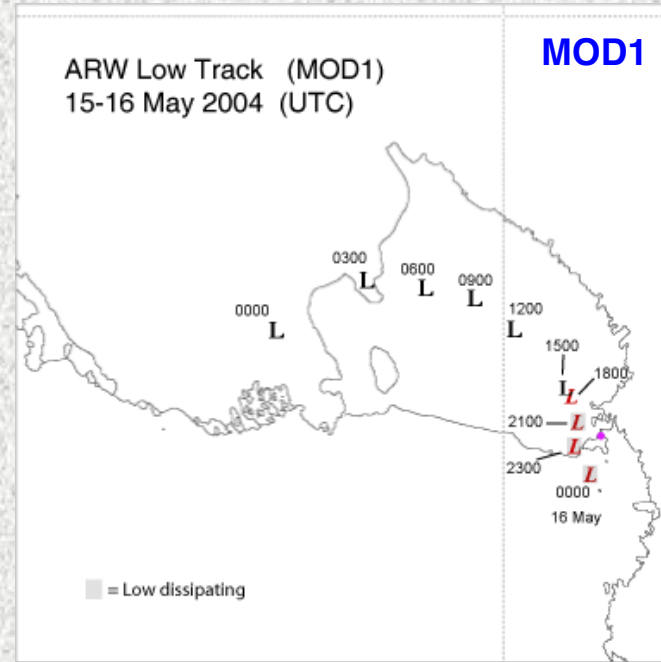 MOD1
ARW Low Track (MOD1)
15-16 May 2004 (UTC)
0300
0600
0900
0000
1200
L
L
L
L
L
1500
1800
L
L
2100
L
L
2300
L
0000
16 May
= Low dissipating